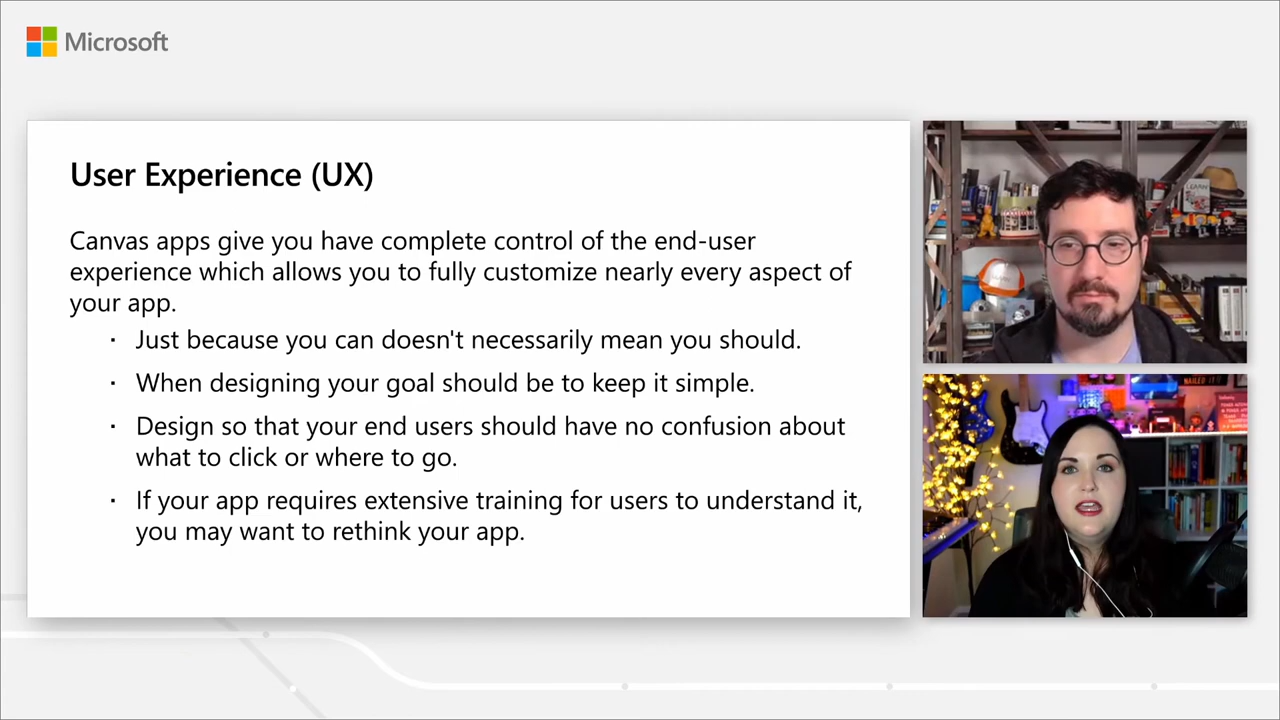 Microsoft
User Experience (UX)
Canvas apps give you have complete control of the end-user
experience which allows you to fully customize nearly every aspect of
your app.
· Just because you can doesn't necessarily mean you should.
· When designing your goal should be to keep it simple.
· Design so that your end users should have no confusion about
what to click or where to go.
· If your app requires extensive training for users to understand it,
you may want to rethink your app.
LEAN
NAILED IT!